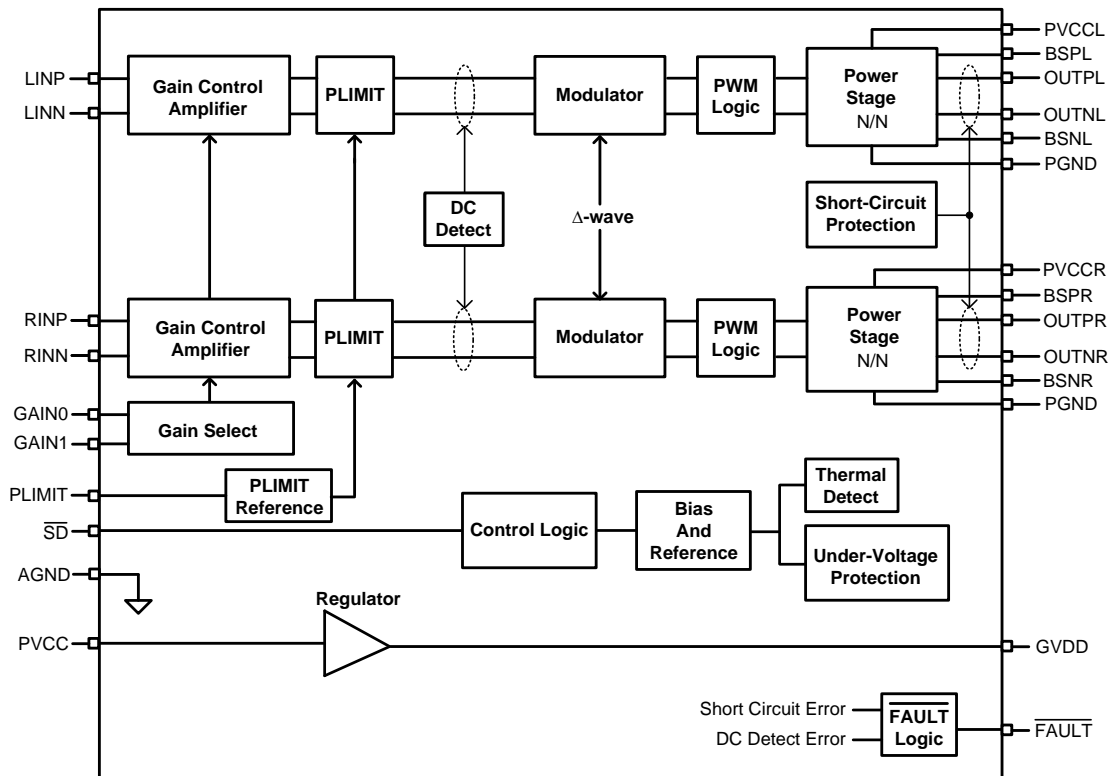 PVCCL
BSPL
LINP
Gain Control
Amplifier
PLIMIT
Modulator
PWM
Logic
Power
Stage
N/N
OUTPL
LINN
OUTNL
BSNL
PGND
DC
Detect
Δ-wave
Short-Circuit
Protection
PVCCR
BSPR
RINP
Gain Control
Amplifier
PLIMIT
Modulator
PWM
Logic
Power
Stage
N/N
OUTPR
RINN
OUTNR
BSNR
PGND
GAIN0
GAIN1
Gain Select
PLIMIT
PLIMIT
Reference
Thermal
Detect
SD
Control Logic
Bias
And
Reference
Under-Voltage
Protection
AGND
Regulator
PVCC
GVDD
Short Circuit Error
DC Detect Error
FAULT
Logic
FAULT